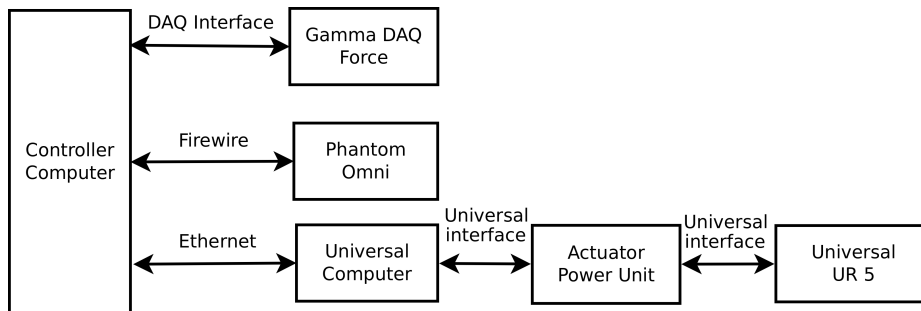 DAQ Interface
Gamma DAQ
Force
Controller
Computer
Firewire
Phantom
Omni
Ethernet
Universal
Computer
Universal
interface
Actuator
Power Unit
Universal
interface
Universal
UR 5